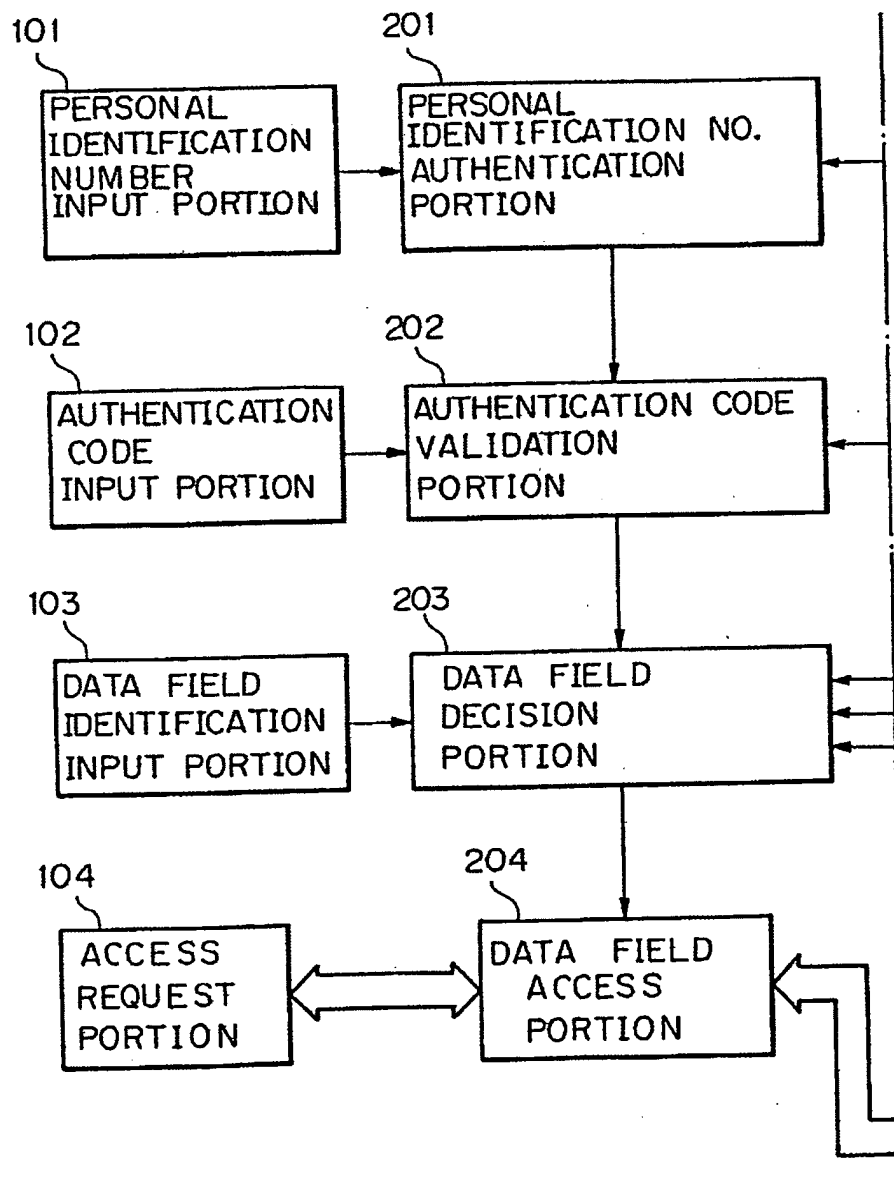 101
PERSONAL
IDENTIFICATION
NUMBER
INPUT PORTION
201
PERSONAL
IDENTIFICATION NO.
AUTHENTICATION
PORTION
102
AUTHENTICATION
CODE
INPUT PORTION
202
AUTHENTICATION CODE
VALIDATION
PORTION
103
DATA FIELD
IDENTIFICATION
INPUT PORTION
203
DATA FIELD
DECISION
PORTION
104
ACCESS
REQUEST
PORTION
204
DATA FIELD
ACCESS
PORTION